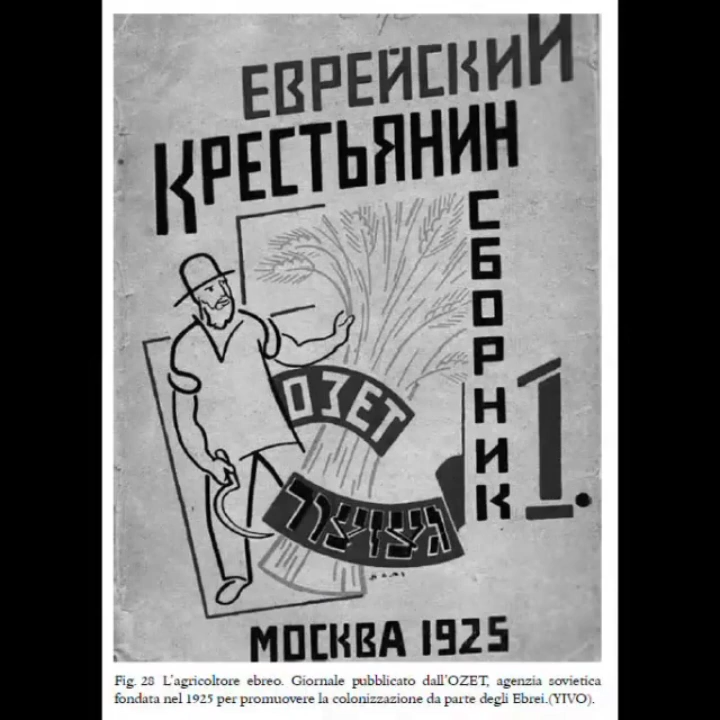 ЕВРЕЙСКИЙ
КРЕСТЬЯНИН
СБОРНИК
1.
ОЗЕТ
געזערד
МОСКВА 1925
Fig. 28 L'agricoltore ebreo. Giornale pubblicato dall'OZET, agenzia sovietica
fondata nel 1925 per promuovere la colonizzazione da parte degli Ebrei.(YIVO).